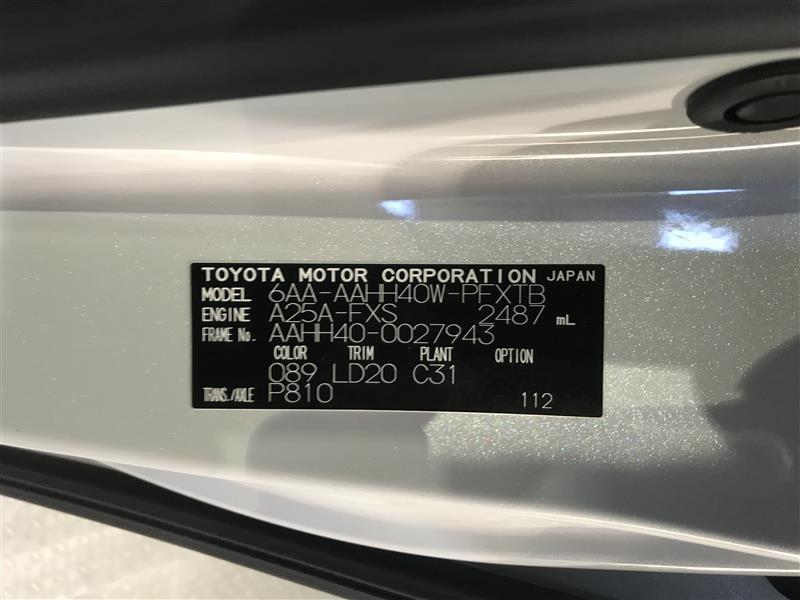 TOYOTA MOTOR CORPORATION JAPAN
MODEL 6AA-AAHH40W-PFXTB
ENGINE A25A-FXS 2487 mL
FRAME No. AAHH40-0027943
COLOR TRIM PLANT OPTION
089 LD20 C31
TRANS./AXLE P810 112